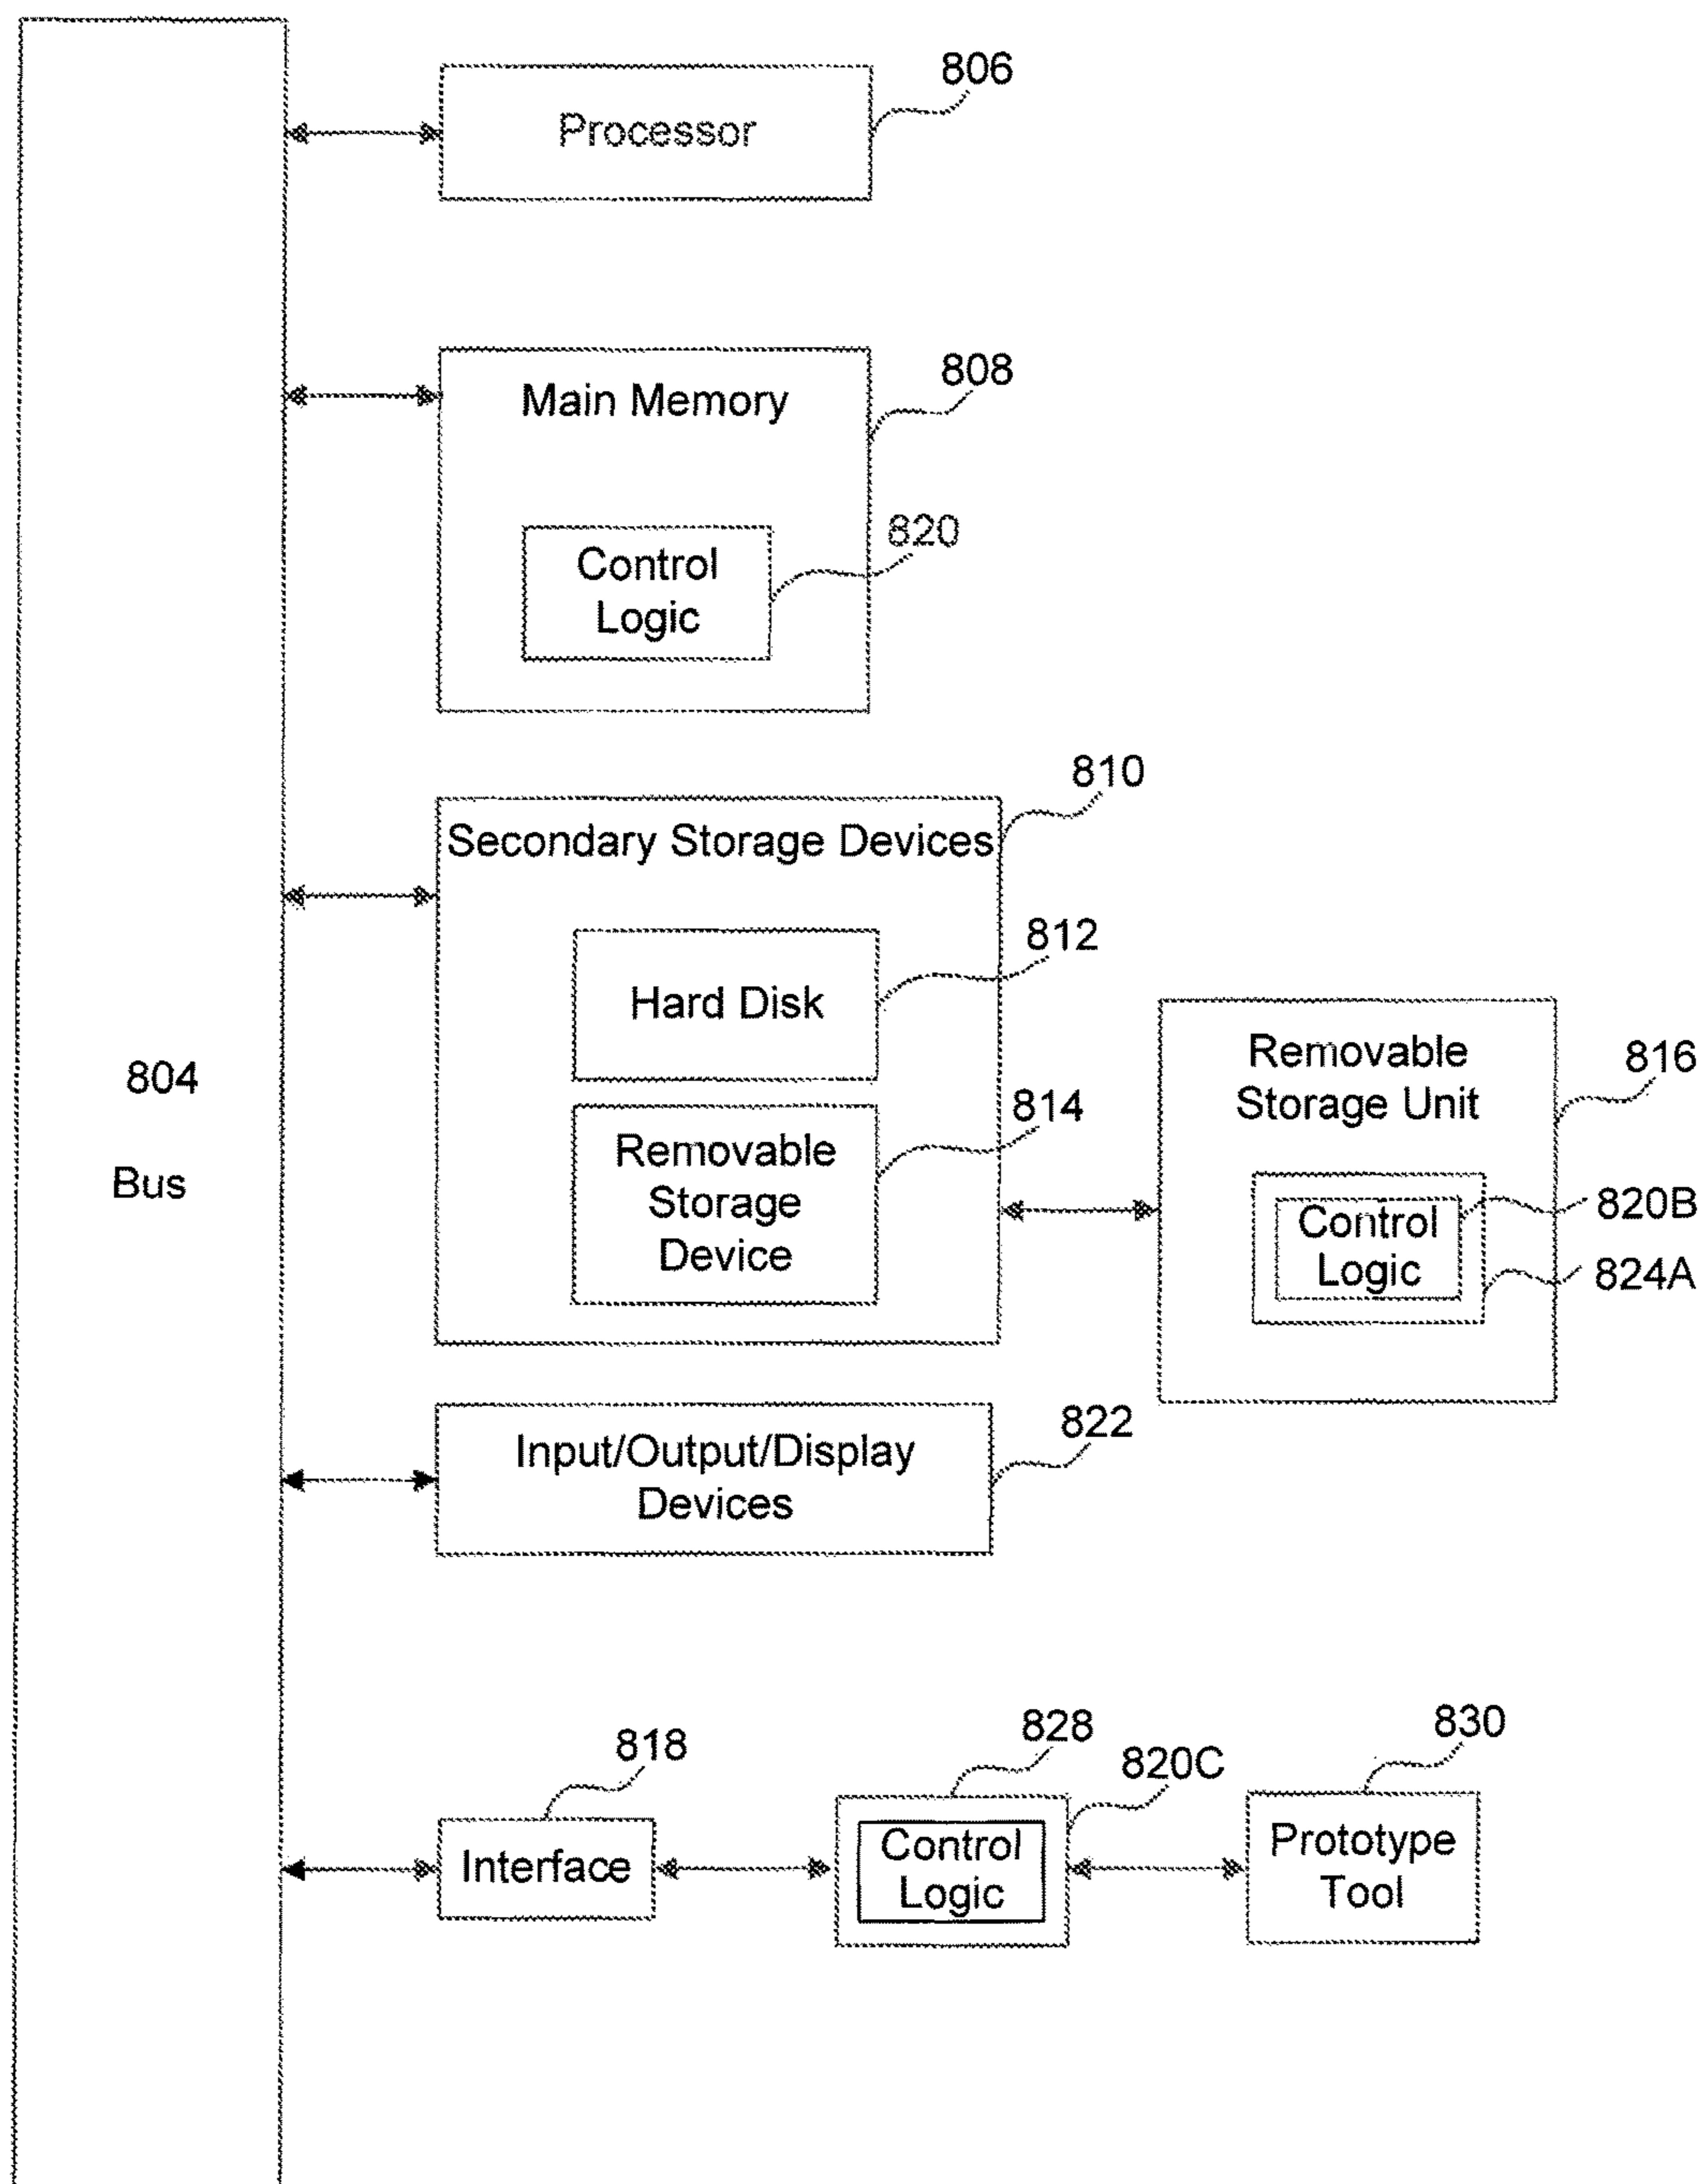 806
Processor
808
Main Memory
820
Control
Logic
810
Secondary Storage Devices
812
Hard Disk
814
Removable
Storage
Device
816
Removable
Storage Unit
820B
Control
Logic
824A
804
Bus
822
Input/Output/Display
Devices
818
Interface
828
820C
Control
Logic
830
Prototype
Tool